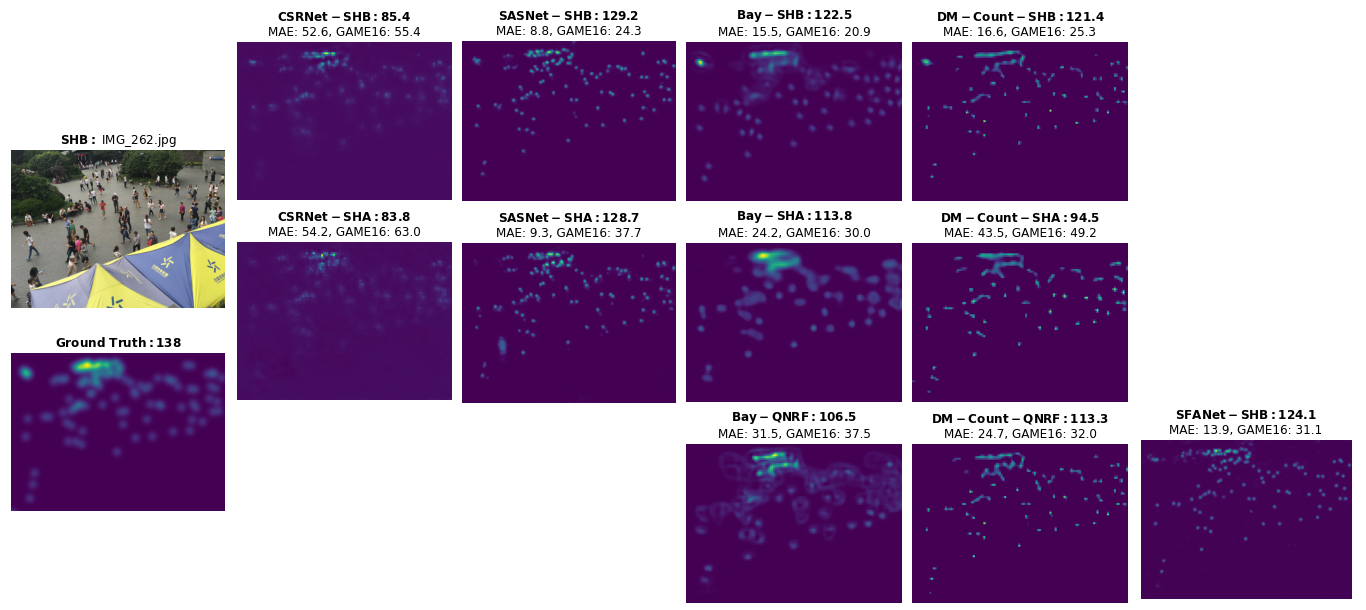 SHB: IMG_262.jpg
Ground Truth: 138
CSRNet-SHB: 85.4
MAE: 52.6, GAME16: 55.4
SASNet-SHB: 129.2
MAE: 8.8, GAME16: 24.3
Bay-SHB: 122.5
MAE: 15.5, GAME16: 20.9
DM-Count-SHB: 121.4
MAE: 16.6, GAME16: 25.3
CSRNet-SHA: 83.8
MAE: 54.2, GAME16: 63.0
SASNet-SHA: 128.7
MAE: 9.3, GAME16: 37.7
Bay-SHA: 113.8
MAE: 24.2, GAME16: 30.0
DM-Count-SHA: 94.5
MAE: 43.5, GAME16: 49.2
Bay-QNRF: 106.5
MAE: 31.5, GAME16: 37.5
DM-Count-QNRF: 113.3
MAE: 24.7, GAME16: 32.0
SFANet-SHB: 124.1
MAE: 13.9, GAME16: 31.1